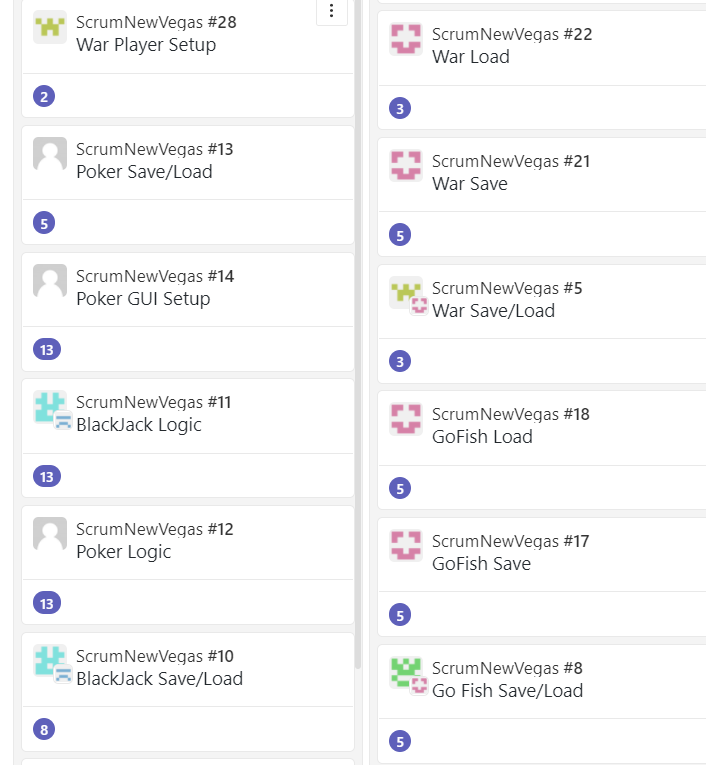 ScrumNewVegas #28
War Player Setup
2
ScrumNewVegas #13
Poker Save/Load
5
ScrumNewVegas #14
Poker GUI Setup
13
ScrumNewVegas #11
BlackJack Logic
13
ScrumNewVegas #12
Poker Logic
13
ScrumNewVegas #10
BlackJack Save/Load
8
ScrumNewVegas #22
War Load
3
ScrumNewVegas #21
War Save
5
ScrumNewVegas #5
War Save/Load
3
ScrumNewVegas #18
GoFish Load
5
ScrumNewVegas #17
GoFish Save
5
ScrumNewVegas #8
Go Fish Save/Load
5